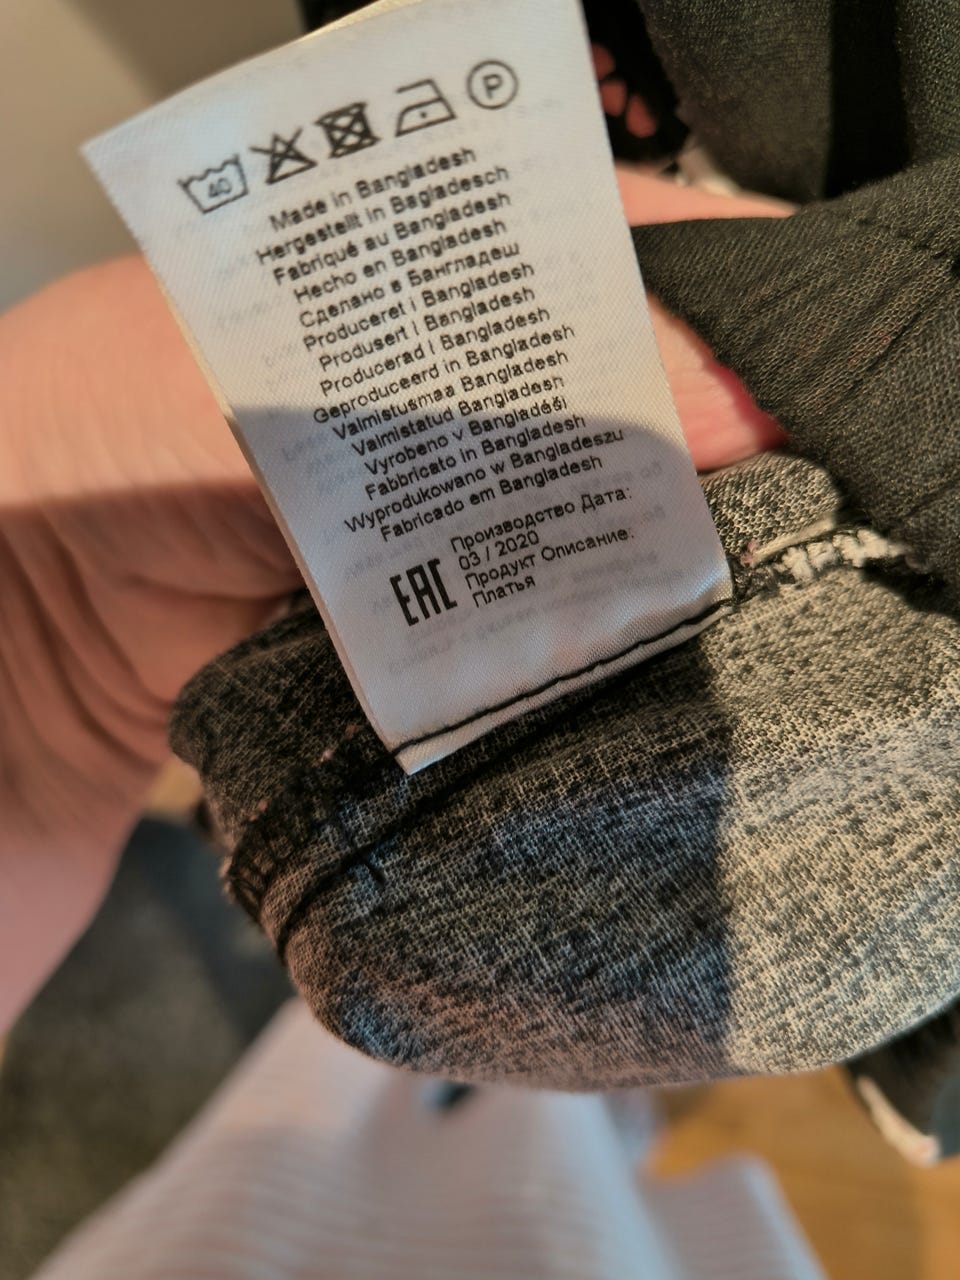 40
P
Made in Bangladesh
Hergestellt in Bagladesch
Fabriqué au Bangladesh
Hecho en Bangladesh
Сделано в Бангладеш
Produceret i Bangladesh
Produsert i Bangladesh
Producerad i Bangladesh
Geproduceerd in Bangladesh
Valmistusmaa Bangladesh
Valmistatud Bangladesh
Vyrobeno v Bangladéši
Fabbricato in Bangladesh
Wyprodukowano w Bangladeszu
Fabricado em Bangladesh
Производство Дата:
03 / 2020
Продукт Описание:
Платья
EAC